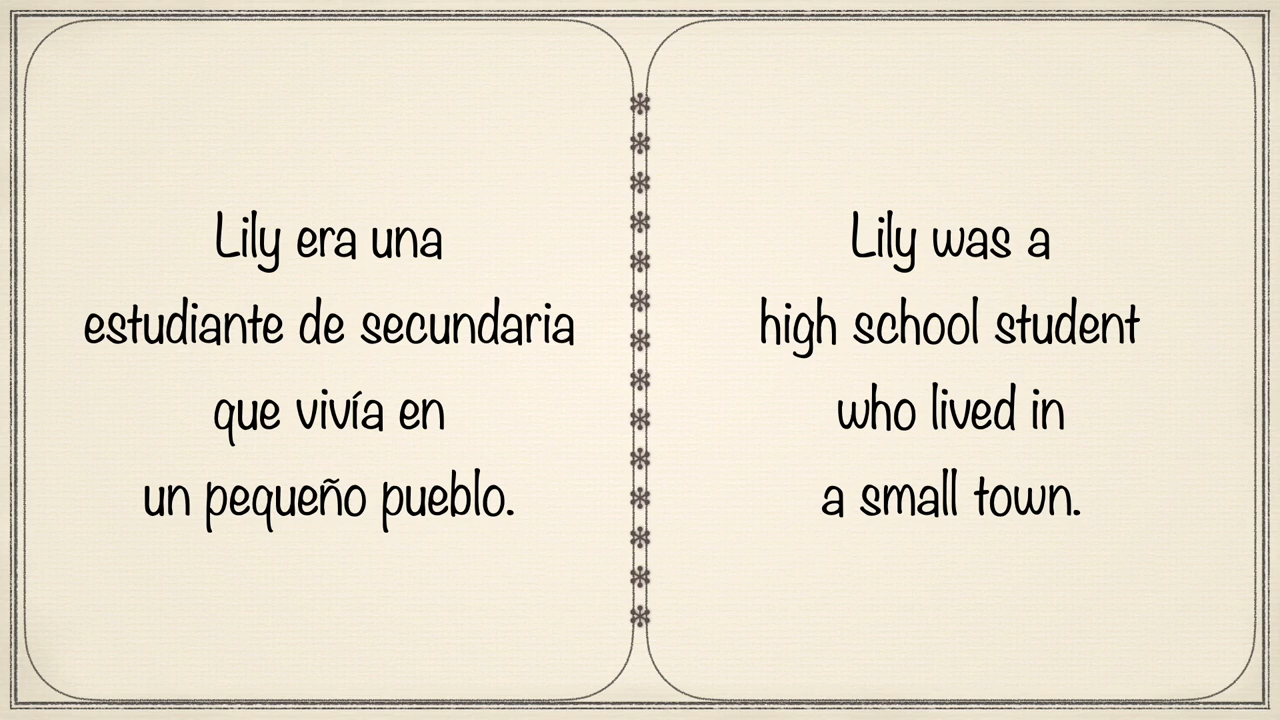 Lily era una
estudiante de secundaria
que vivía en
un pequeño pueblo.
Lily was a
high school student
who lived in
a small town.